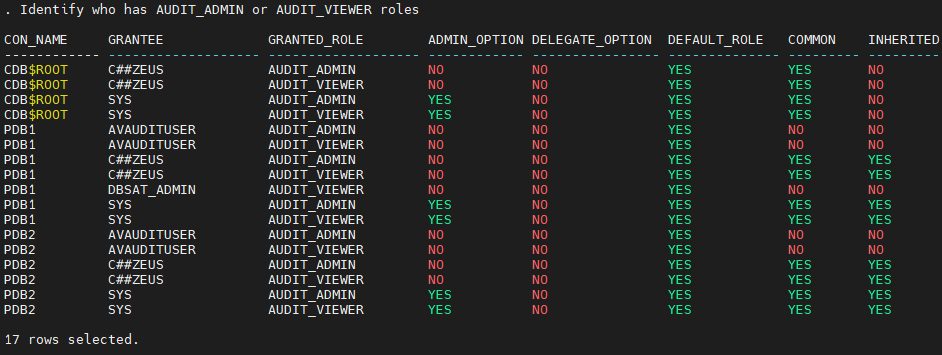 . Identify who has AUDIT_ADMIN or AUDIT_VIEWER roles
CON_NAME     GRANTEE             GRANTED_ROLE        ADMIN_OPTION DELEGATE_OPTION  DEFAULT_ROLE   COMMON    INHERITED
------------ ------------------- ------------------- ------------ ---------------- -------------- --------- ---------
CDB$ROOT     C##ZEUS             AUDIT_ADMIN         NO           NO               YES            YES       NO
CDB$ROOT     C##ZEUS             AUDIT_VIEWER        NO           NO               YES            YES       NO
CDB$ROOT     SYS                 AUDIT_ADMIN         YES          NO               YES            YES       NO
CDB$ROOT     SYS                 AUDIT_VIEWER        YES          NO               YES            YES       NO
PDB1         AVAUDITUSER         AUDIT_ADMIN         NO           NO               YES            NO        NO
PDB1         AVAUDITUSER         AUDIT_VIEWER        NO           NO               YES            NO        NO
PDB1         C##ZEUS             AUDIT_ADMIN         NO           NO               YES            YES       YES
PDB1         C##ZEUS             AUDIT_VIEWER        NO           NO               YES            YES       YES
PDB1         DBSAT_ADMIN         AUDIT_VIEWER        NO           NO               YES            NO        NO
PDB1         SYS                 AUDIT_ADMIN         YES          NO               YES            YES       YES
PDB1         SYS                 AUDIT_VIEWER        YES          NO               YES            YES       YES
PDB2         AVAUDITUSER         AUDIT_ADMIN         NO           NO               YES            NO        NO
PDB2         AVAUDITUSER         AUDIT_VIEWER        NO           NO               YES            NO        NO
PDB2         C##ZEUS             AUDIT_ADMIN         NO           NO               YES            YES       YES
PDB2         C##ZEUS             AUDIT_VIEWER        NO           NO               YES            YES       YES
PDB2         SYS                 AUDIT_ADMIN         YES          NO               YES            YES       YES
PDB2         SYS                 AUDIT_VIEWER        YES          NO               YES            YES       YES
17 rows selected.